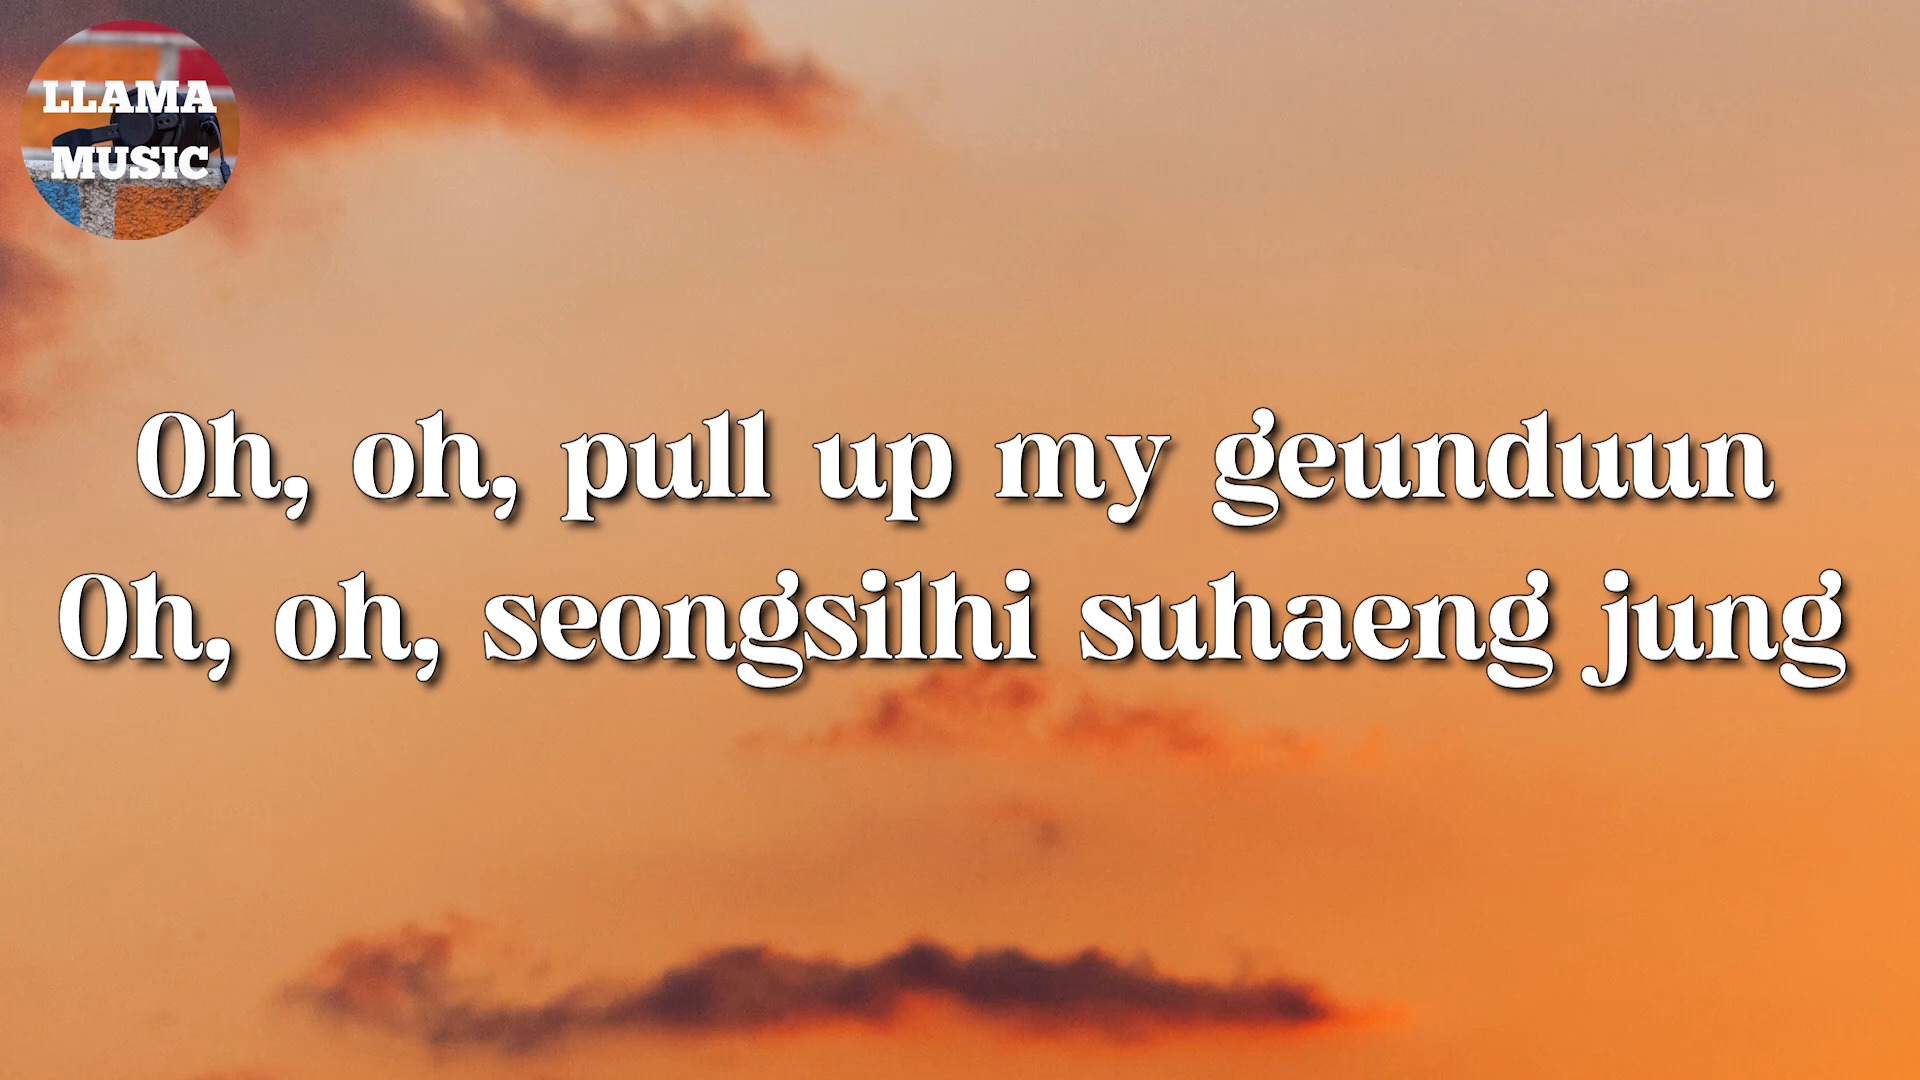 LLAMA
MUSIC
Oh, oh, pull up my geunduun
Oh, oh, seongsilhi suhaeng jung